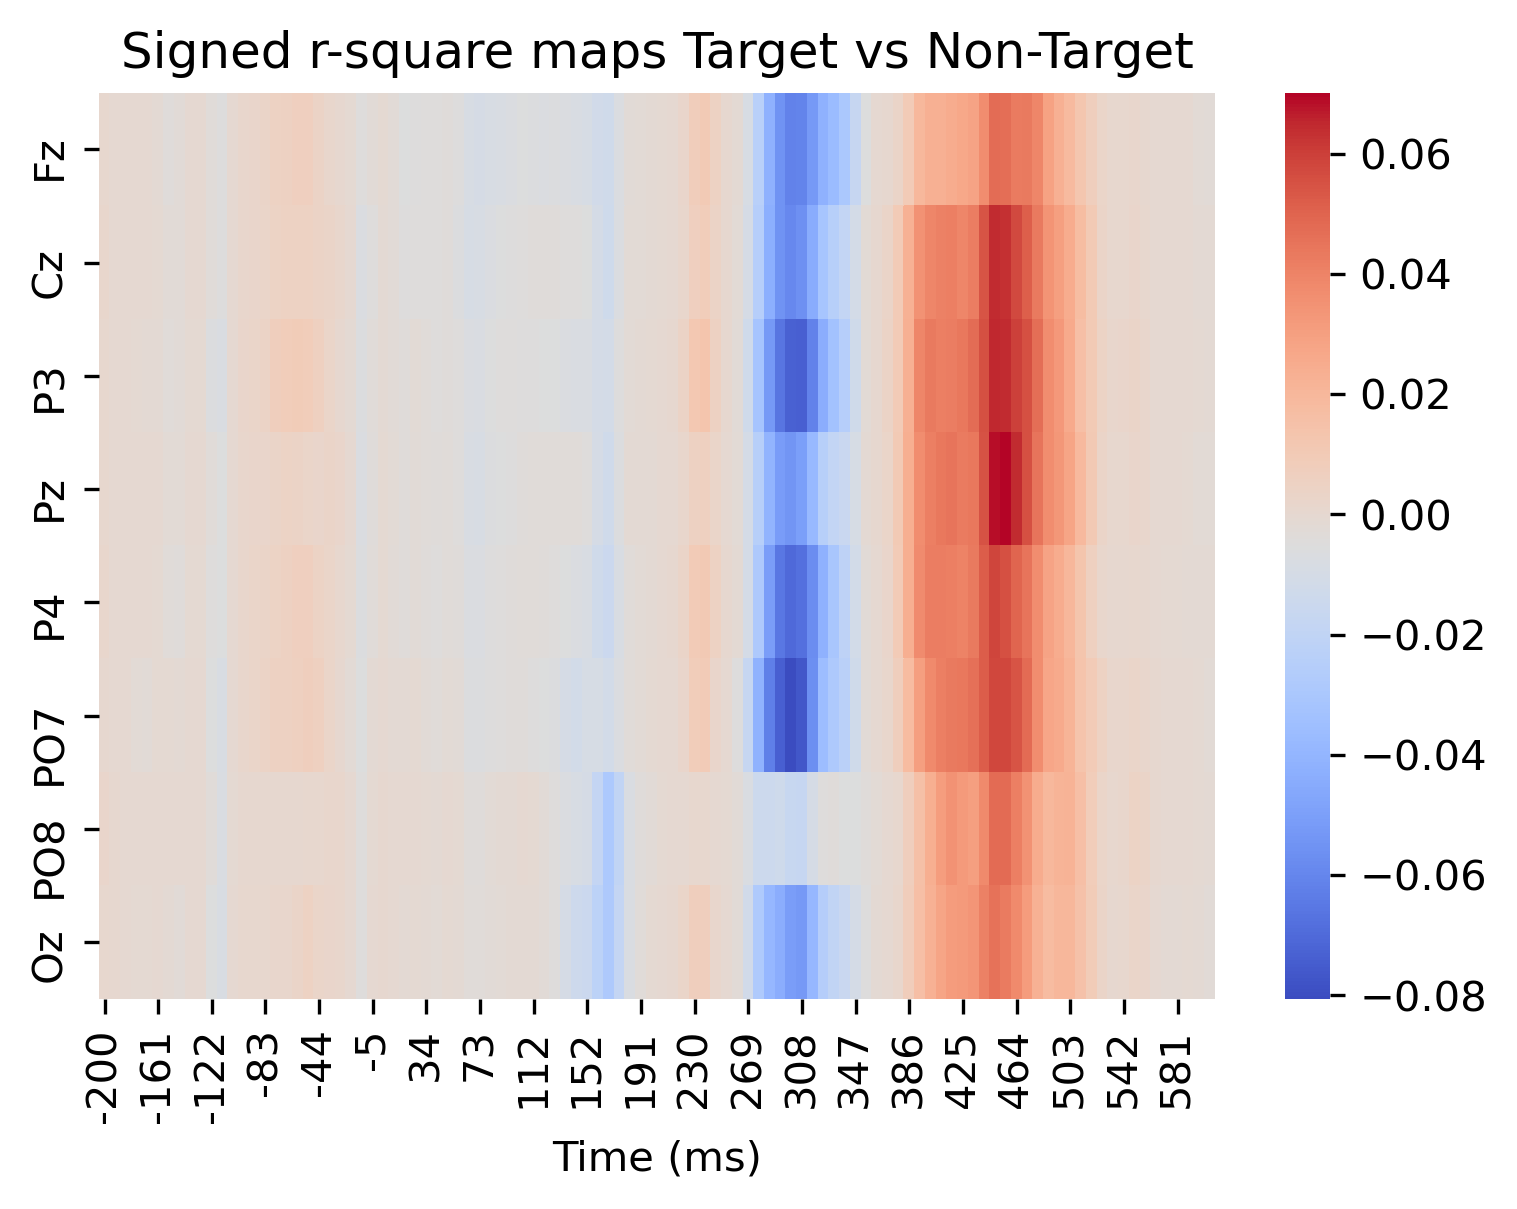 Signed r-square maps Target vs Non-Target
Fz
Cz
P3
Pz
P4
PO7
PO8
Oz
-200 -161 -122 -83 -44 -5 34 73 112 152 191 230 269 308 347 386 425 464 503 542 581
Time (ms)
0.06
0.04
0.02
0.00
−0.02
−0.04
−0.06
−0.08